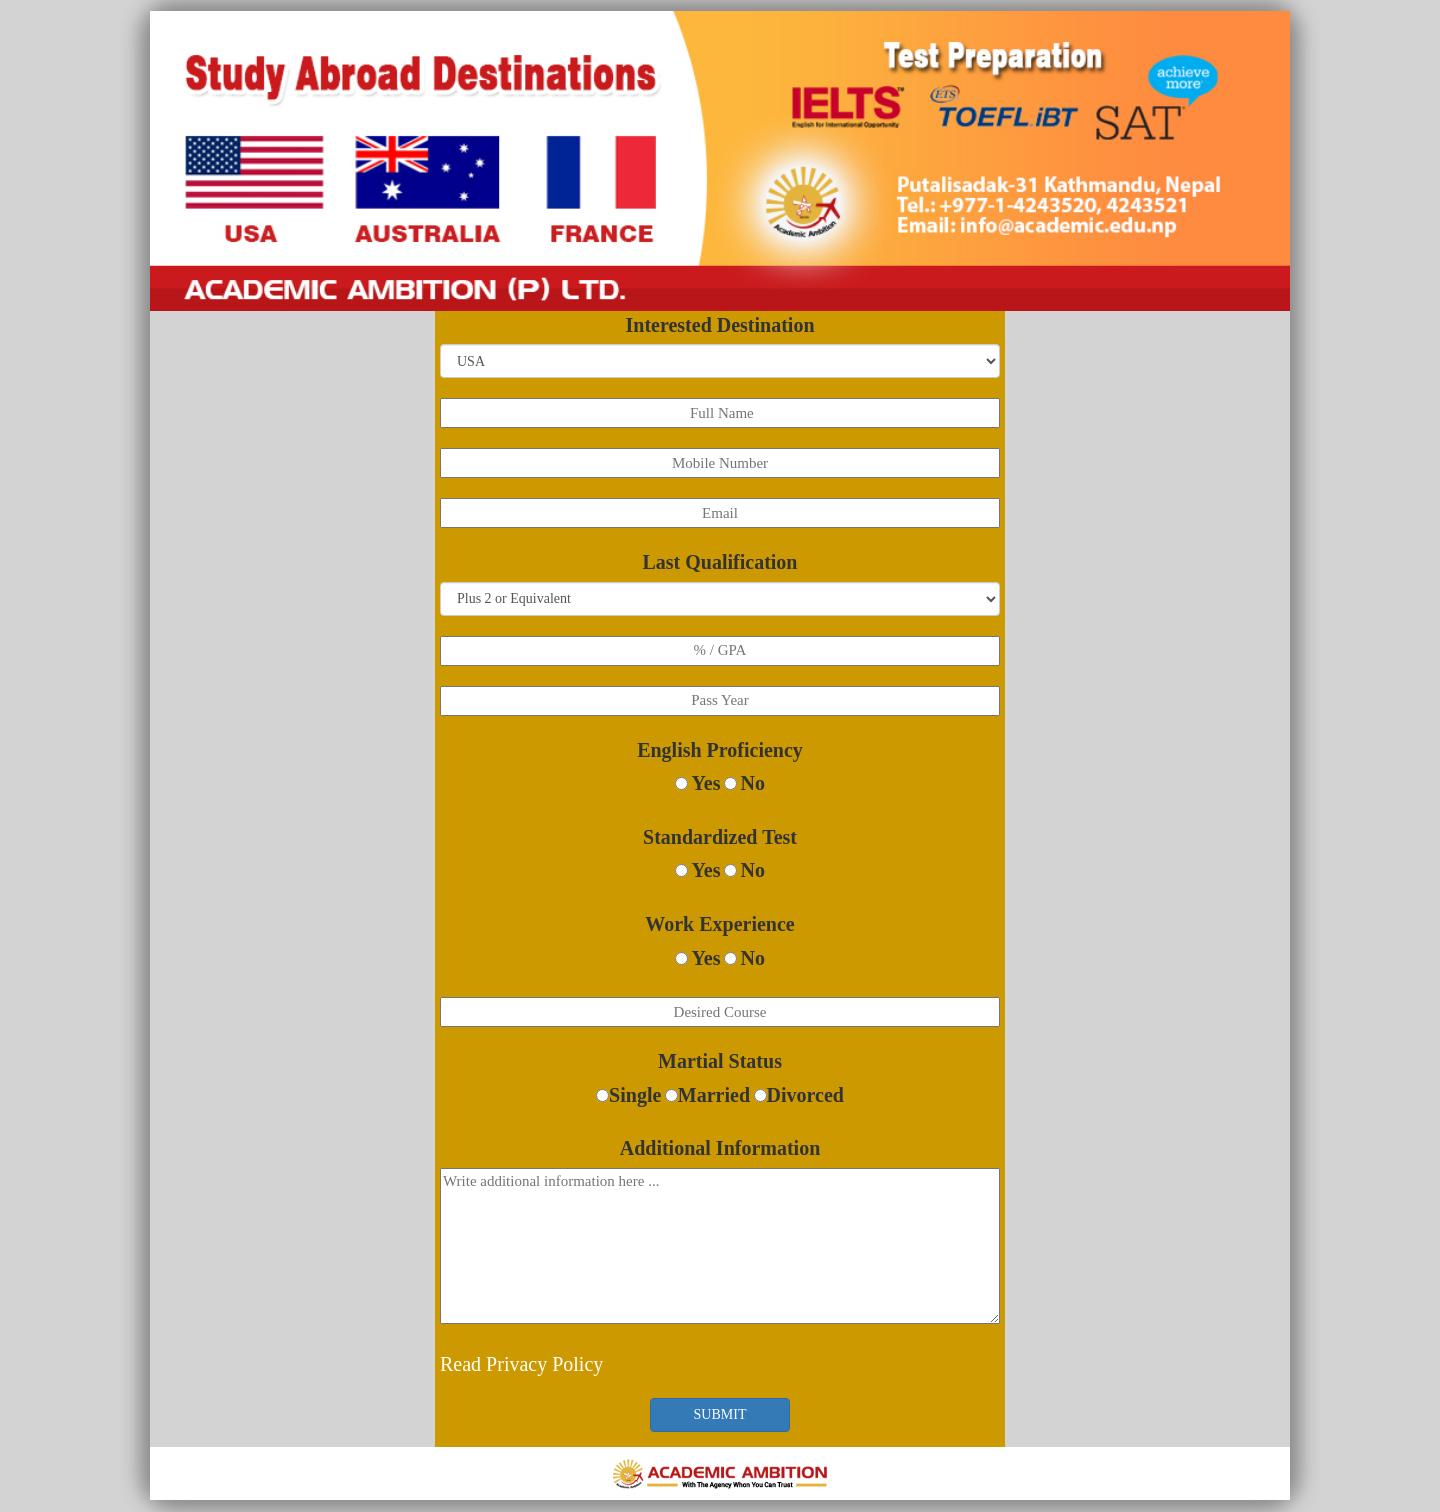 Study Abroad Destinations
USA AUSTRALIA FRANCE
Test Preparation
IELTS™
English for International Opportunity
ETS
TOEFL iBT
SAT
achieve
more
Academic Ambition
Putalisadak-31 Kathmandu, Nepal
Tel.: +977-1-4243520, 4243521
Email: info@academic.edu.np
ACADEMIC AMBITION (P) LTD.
Interested Destination
USA
Full Name
Mobile Number
Email
Last Qualification
Plus 2 or Equivalent
% / GPA
Pass Year
English Proficiency
Yes No
Standardized Test
Yes No
Work Experience
Yes No
Desired Course
Martial Status
Single Married Divorced
Additional Information
Write additional information here ...
Read Privacy Policy
SUBMIT
ACADEMIC AMBITION
With The Agency Whon You Can Trust